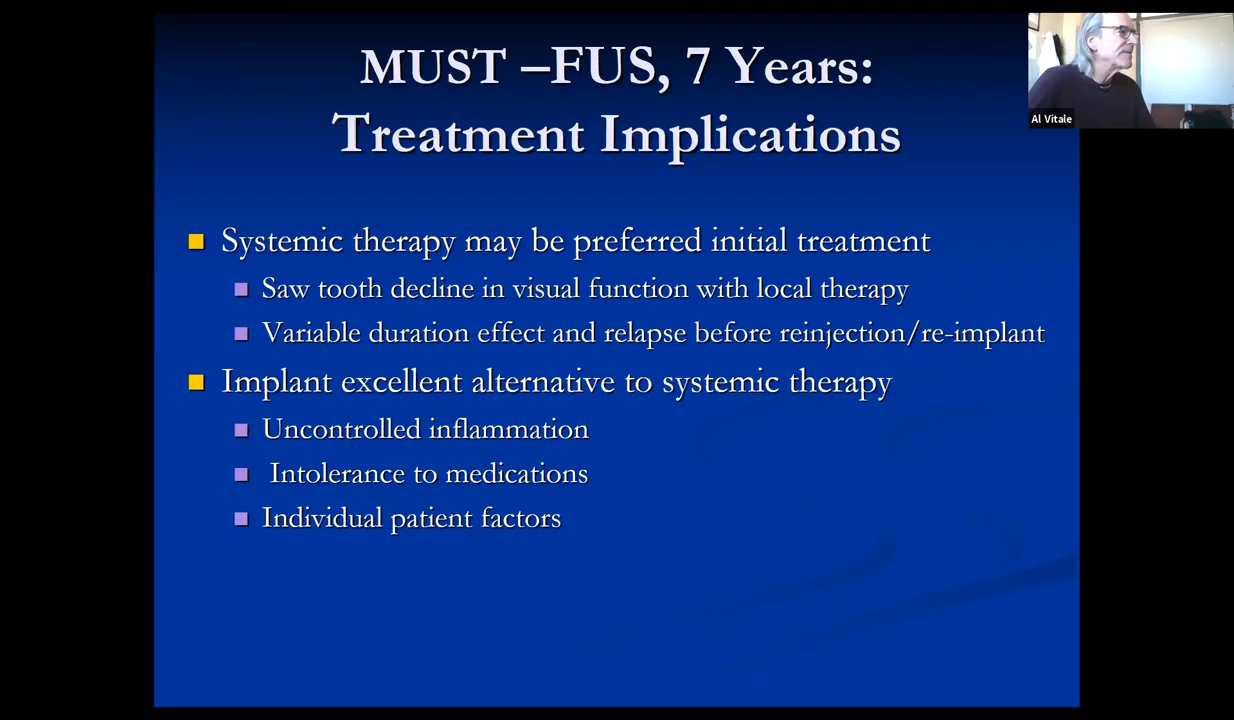 MUST –FUS, 7 Years:
Treatment Implications
Al Vitale
Systemic therapy may be preferred initial treatment
Saw tooth decline in visual function with local therapy
Variable duration effect and relapse before reinjection/re-implant
Implant excellent alternative to systemic therapy
Uncontrolled inflammation
Intolerance to medications
Individual patient factors